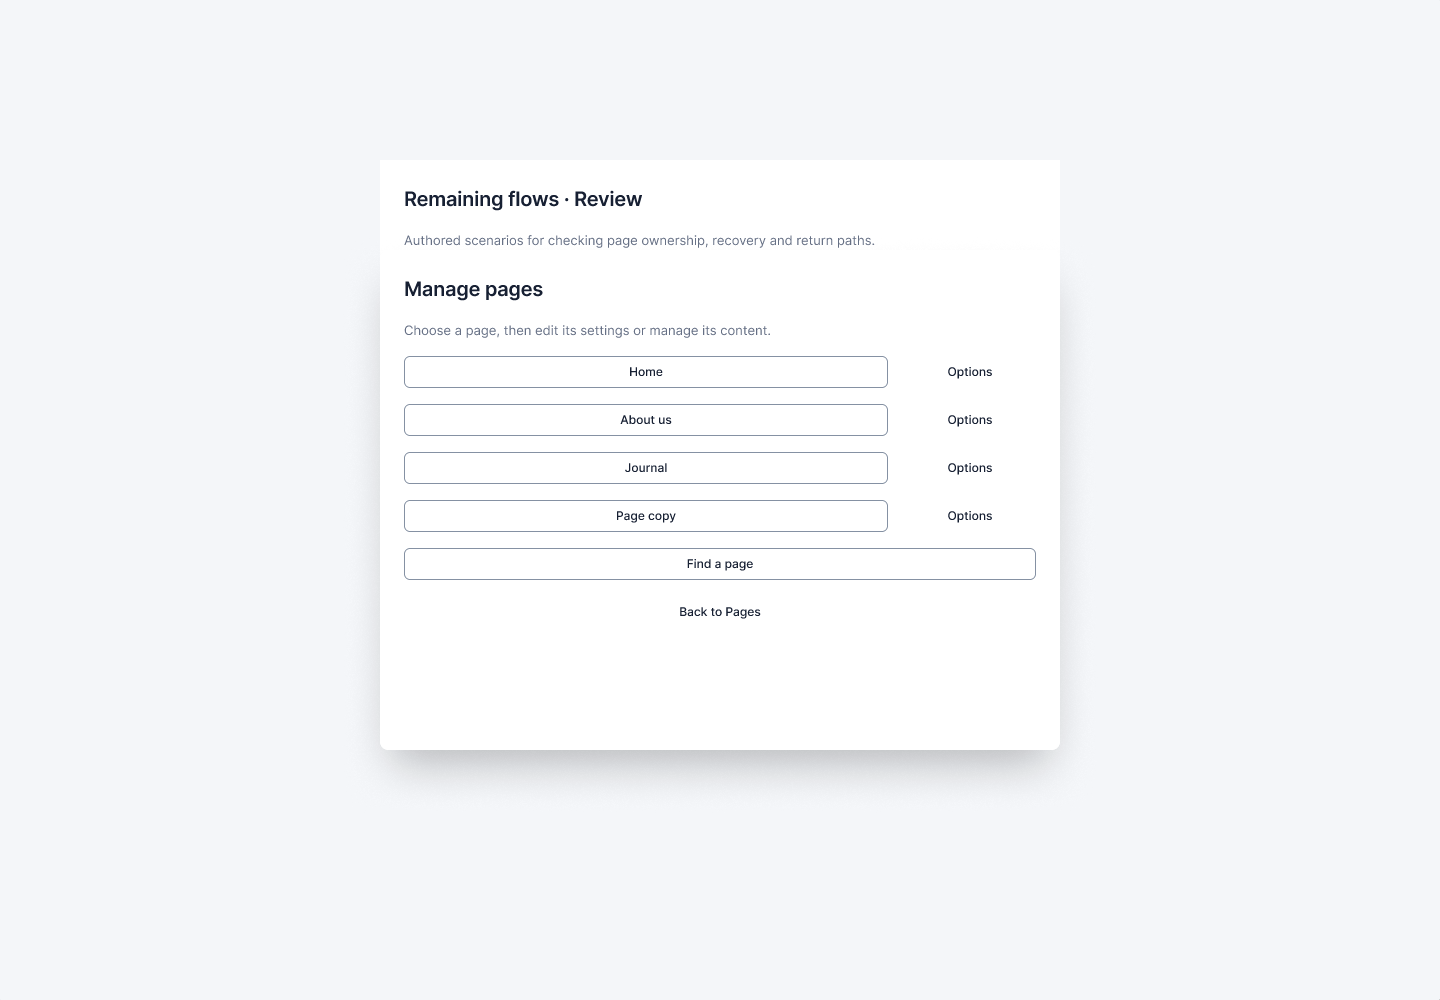 Remaining flows · Review
Authored scenarios for checking page ownership, recovery and return paths.
Manage pages
Choose a page, then edit its settings or manage its content.
Home Options
About us Options
Journal Options
Page copy Options
Find a page
Back to Pages